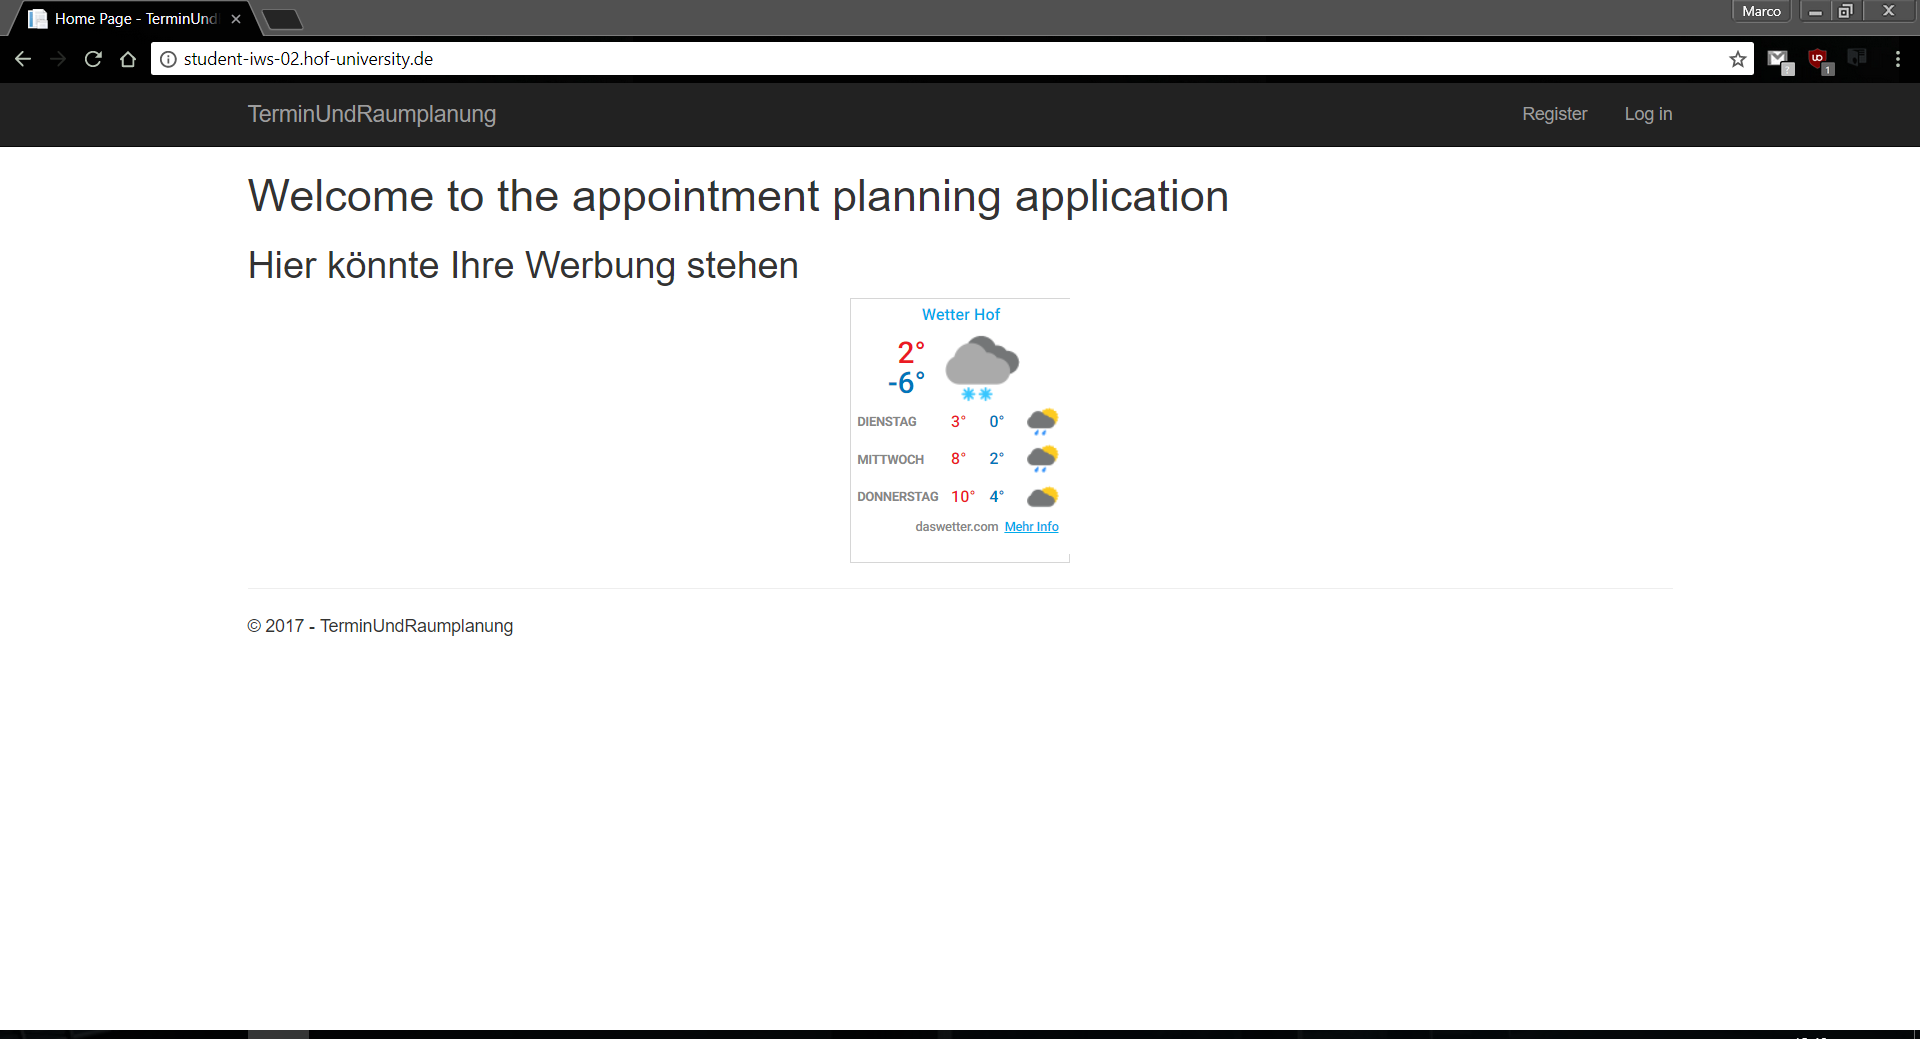 Home Page - TerminUnd
Marco
student-iws-02.hof-university.de
TerminUndRaumplanung
Register
Log in
Welcome to the appointment planning application
Hier könnte Ihre Werbung stehen
Wetter Hof
2°
-6°
DIENSTAG 3° 0°
MITTWOCH 8° 2°
DONNERSTAG 10° 4°
daswetter.com Mehr Info
© 2017 - TerminUndRaumplanung